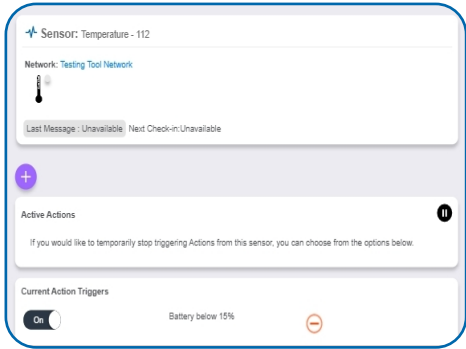 Sensor: Temperature - 112
Network: Testing Tool Network
Last Message : Unavailable Next Check-in:Unavailable
+
Active Actions
If you would like to temporarily stop triggering Actions from this sensor, you can choose from the options below.
Current Action Triggers
On Battery below 15%